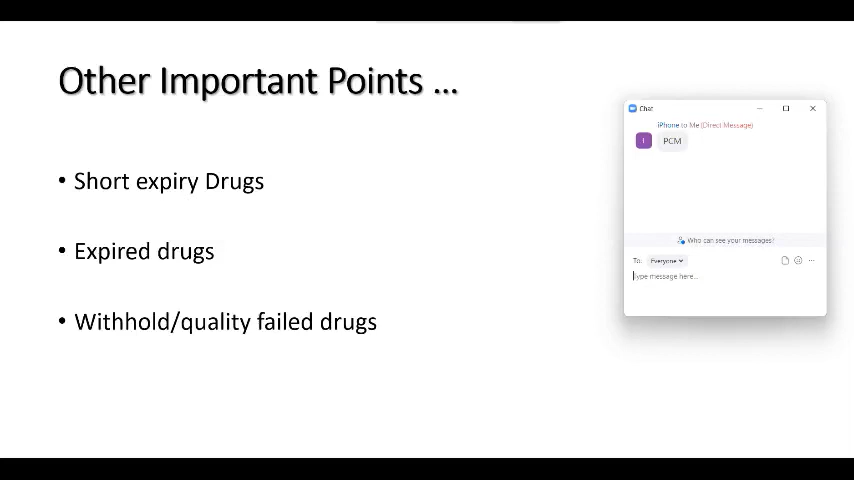 Other Important Points ...
• Short expiry Drugs
• Expired drugs
• Withhold/quality failed drugs
Chat
iPhone to Me (Direct Message)
I
PCM
Who can see your messages?
To: Everyone
Type message here...